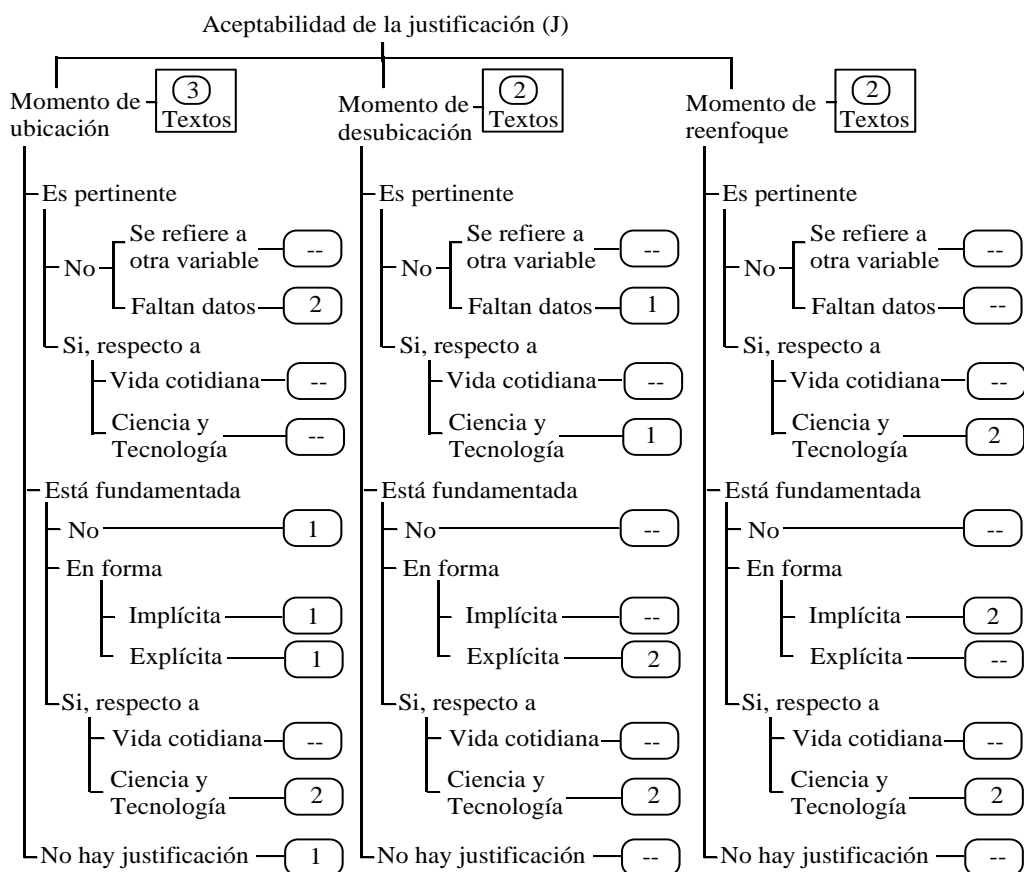 Aceptabilidad de la justificación (J)
Momento de
ubicación
3
Textos
Es pertinente
No
Se refiere a
otra variable
--
Faltan datos
2
Si, respecto a
Vida cotidiana
--
Ciencia y
Tecnología
--
Está fundamentada
No
1
En forma
Implícita
1
Explícita
1
Si, respecto a
Vida cotidiana
--
Ciencia y
Tecnología
2
No hay justificación
1
Momento de
desubicación
2
Textos
Es pertinente
No
Se refiere a
otra variable
--
Faltan datos
1
Si, respecto a
Vida cotidiana
--
Ciencia y
Tecnología
1
Está fundamentada
No
--
En forma
Implícita
--
Explícita
2
Si, respecto a
Vida cotidiana
--
Ciencia y
Tecnología
2
No hay justificación
--
Momento de
reenfoque
2
Textos
Es pertinente
No
Se refiere a
otra variable
--
Faltan datos
--
Si, respecto a
Vida cotidiana
--
Ciencia y
Tecnología
2
Está fundamentada
No
--
En forma
Implícita
2
Explícita
--
Si, respecto a
Vida cotidiana
--
Ciencia y
Tecnología
2
No hay justificación
--